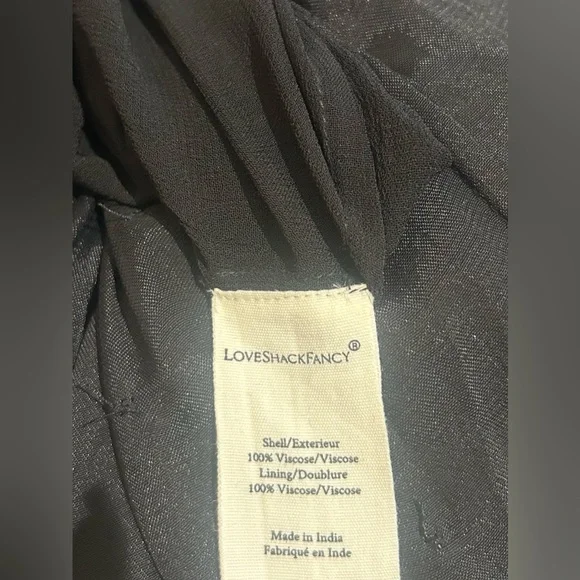 LOVESHACKFANCY®
Shell/Exterieur
100% Viscose/Viscose
Lining/Doublure
100% Viscose/Viscose
Made in India
Fabriqué en Inde